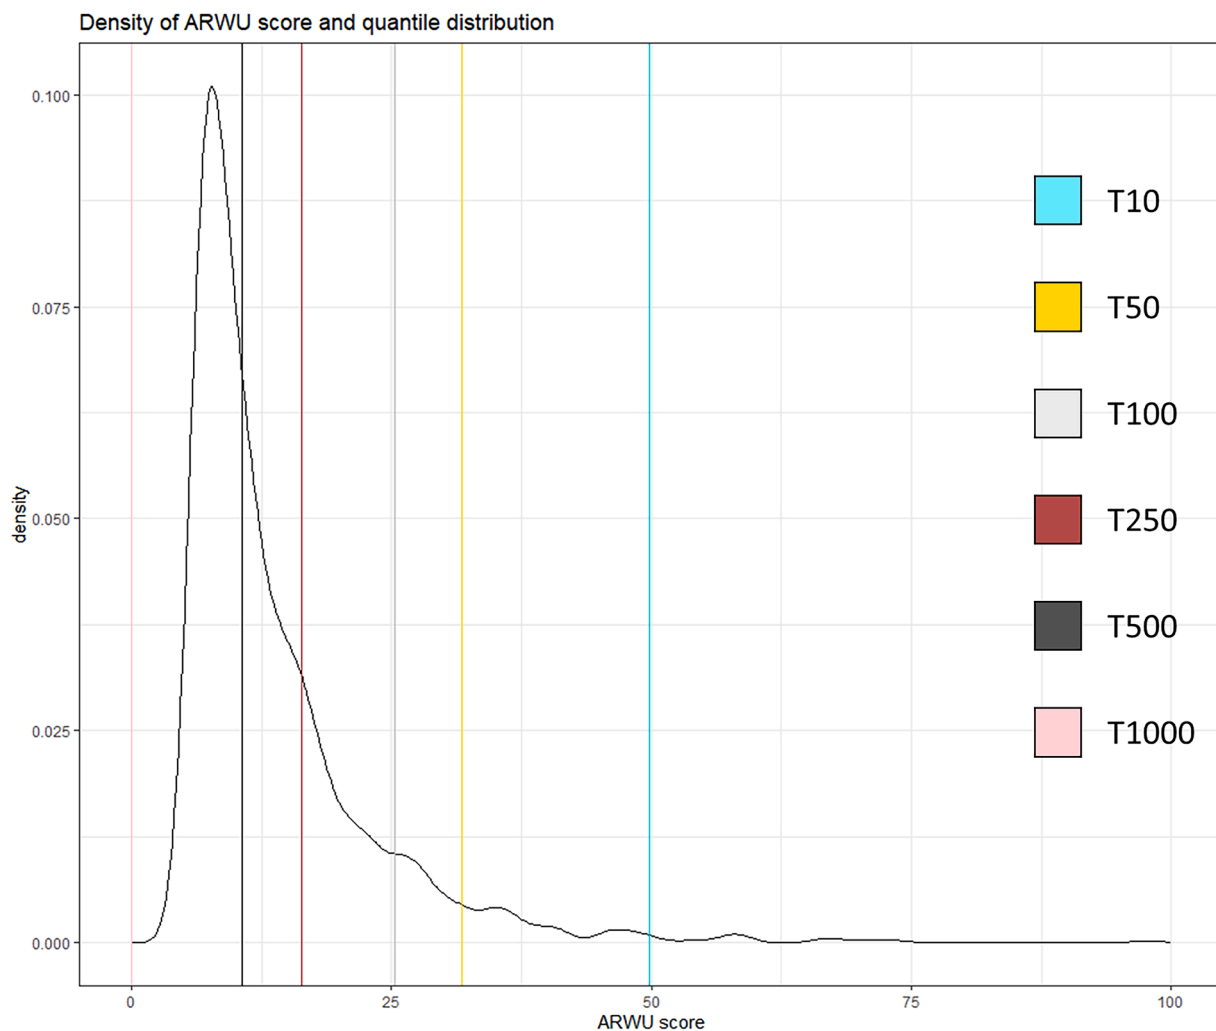 Density of ARWU score and quantile distribution
0.100
0.075
0.050
0.025
0.000
density
0
25
50
75
100
ARWU score
T10
T50
T100
T250
T500
T1000